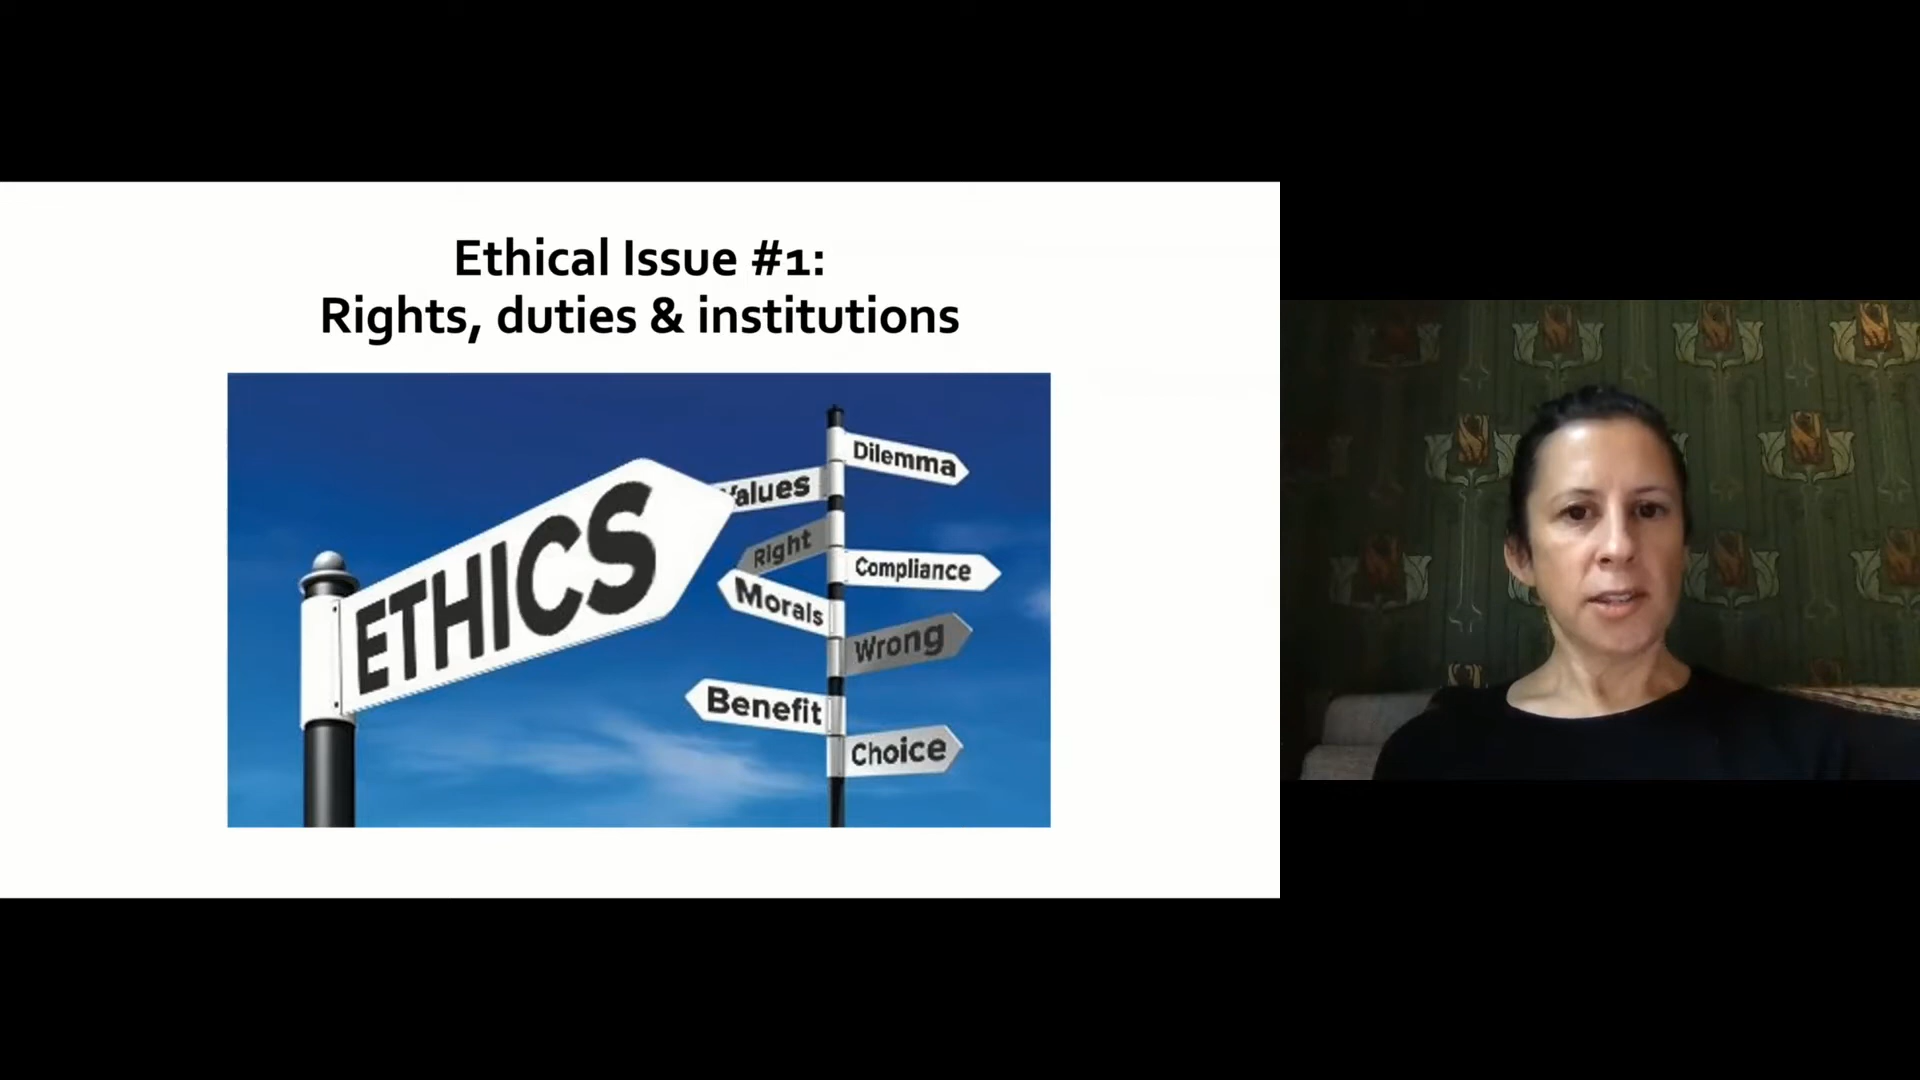 Ethical Issue #1:
Rights, duties & institutions
ETHICS
Dilemma
Values
Right
Compliance
Morals
Wrong
Benefit
Choice